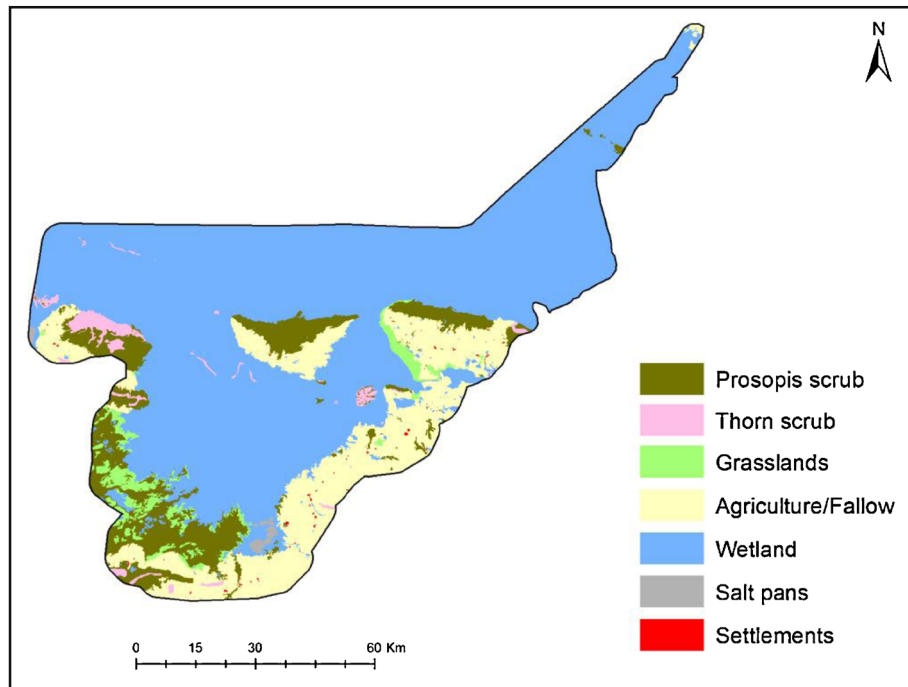 N
Prosopis scrub
Thorn scrub
Grasslands
Agriculture/Fallow
Wetland
Salt pans
Settlements
0 15 30 60 Km